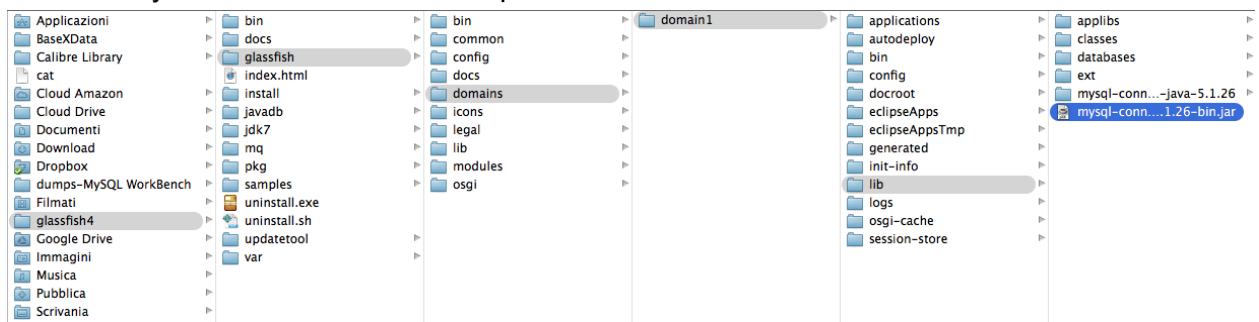 Applicazioni
BaseXData
Calibre Library
cat
Cloud Amazon
Cloud Drive
Documenti
Download
Dropbox
dumps-MySQL WorkBench
Filmati
glassfish4
Google Drive
Immagini
Musica
Pubblica
Scrivania
bin
docs
glassfish
index.html
install
javadb
jdk7
mq
pkg
samples
uninstall.exe
uninstall.sh
updatetool
var
bin
common
config
docs
domains
icons
legal
lib
modules
osgi
domain1
applications
autodeploy
bin
config
docroot
eclipseApps
eclipseAppsTmp
generated
init-info
lib
logs
osgi-cache
session-store
applibs
classes
databases
ext
mysql-conn...-java-5.1.26
mysql-conn....1.26-bin.jar